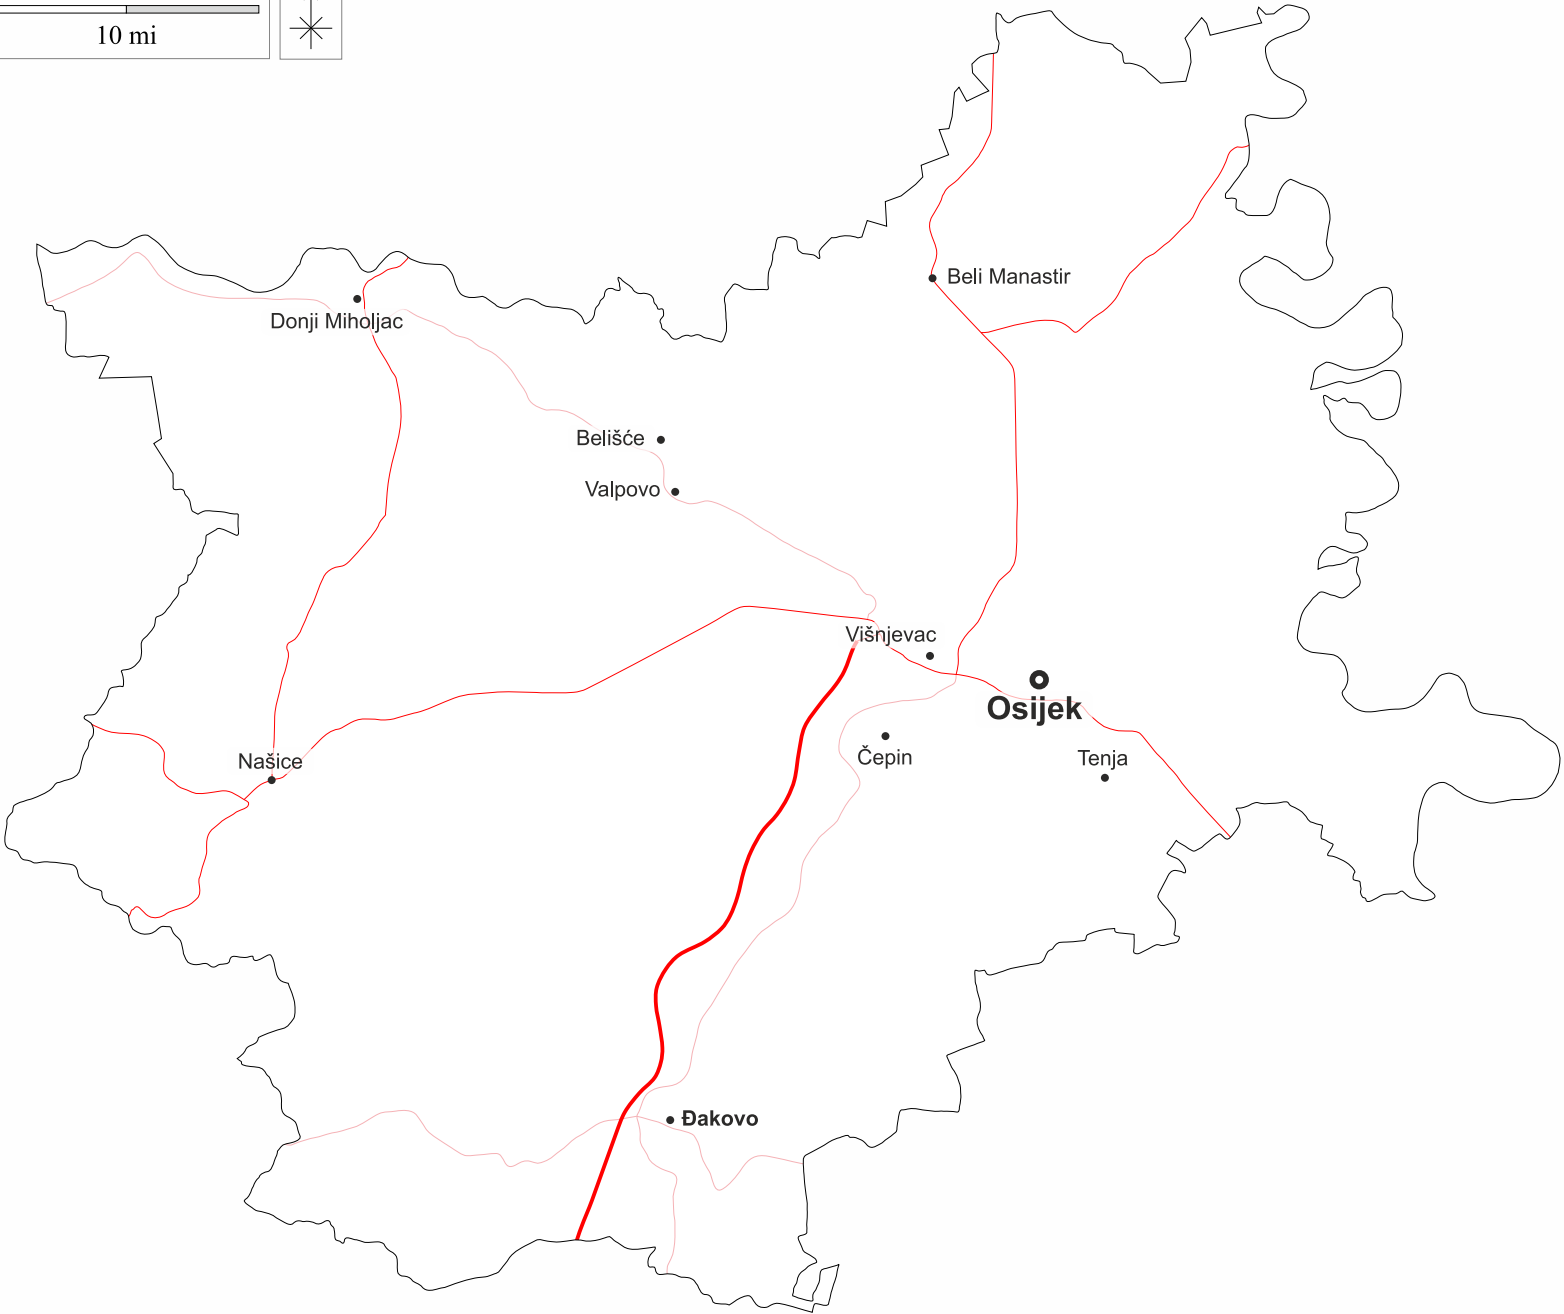 10 mi
Beli Manastir
Donji Miholjac
Belišće
Valpovo
Višnjevac
Osijek
Čepin
Tenja
Našice
Đakovo